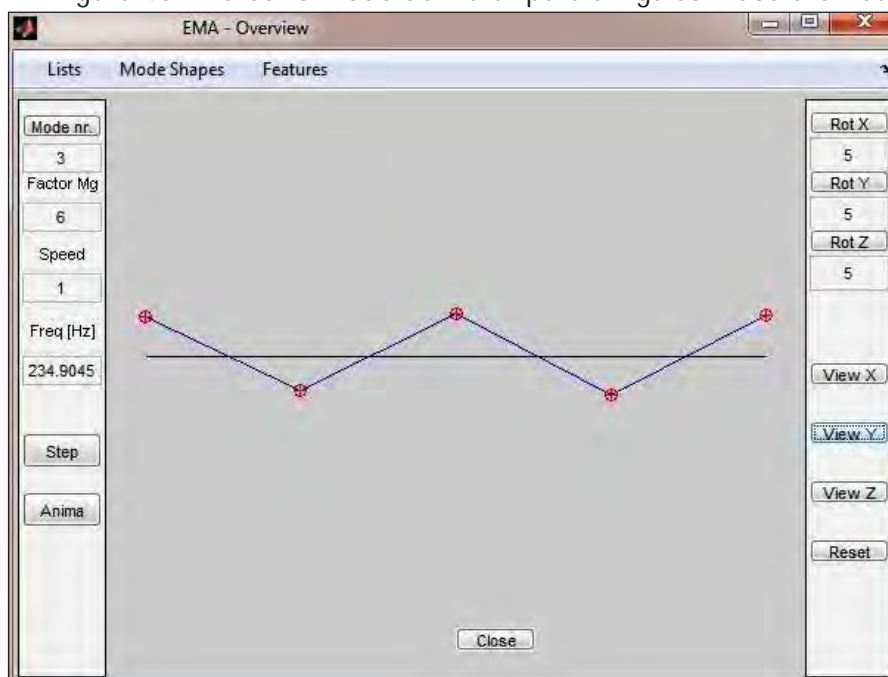 EMA - Overview
Lists Mode Shapes Features
Mode nr.
3
Factor Mg
6
Speed
1
Freq [Hz]
234.9045
Step
Anima
Rot X
5
Rot Y
5
Rot Z
5
View X
View Y
View Z
Reset
Close